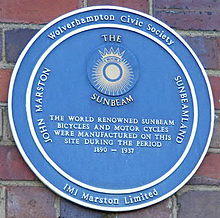 Wolverhampton Civic Society
JOHN MARSTON
SUNBEAMLAND
THE
SUNBEAM
THE WORLD RENOWNED SUNBEAM
BICYCLES AND MOTOR CYCLES
WERE MANUFACTURED ON THIS
SITE DURING THE PERIOD
1890 - 1937
IMI Marston Limited